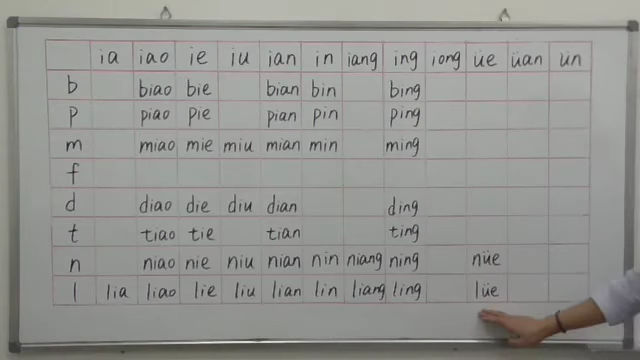 ia iao ie iu ian in iang ing iong üe üan ün
b biao bie bian bin bing
p piao pie pian pin ping
m miao mie miu mian min ming
f
d diao die diu dian ding
t tiao tie tian ting
n niao nie niu nian nin niang ning nüe
l lia liao lie liu lian lin liang ling lüe